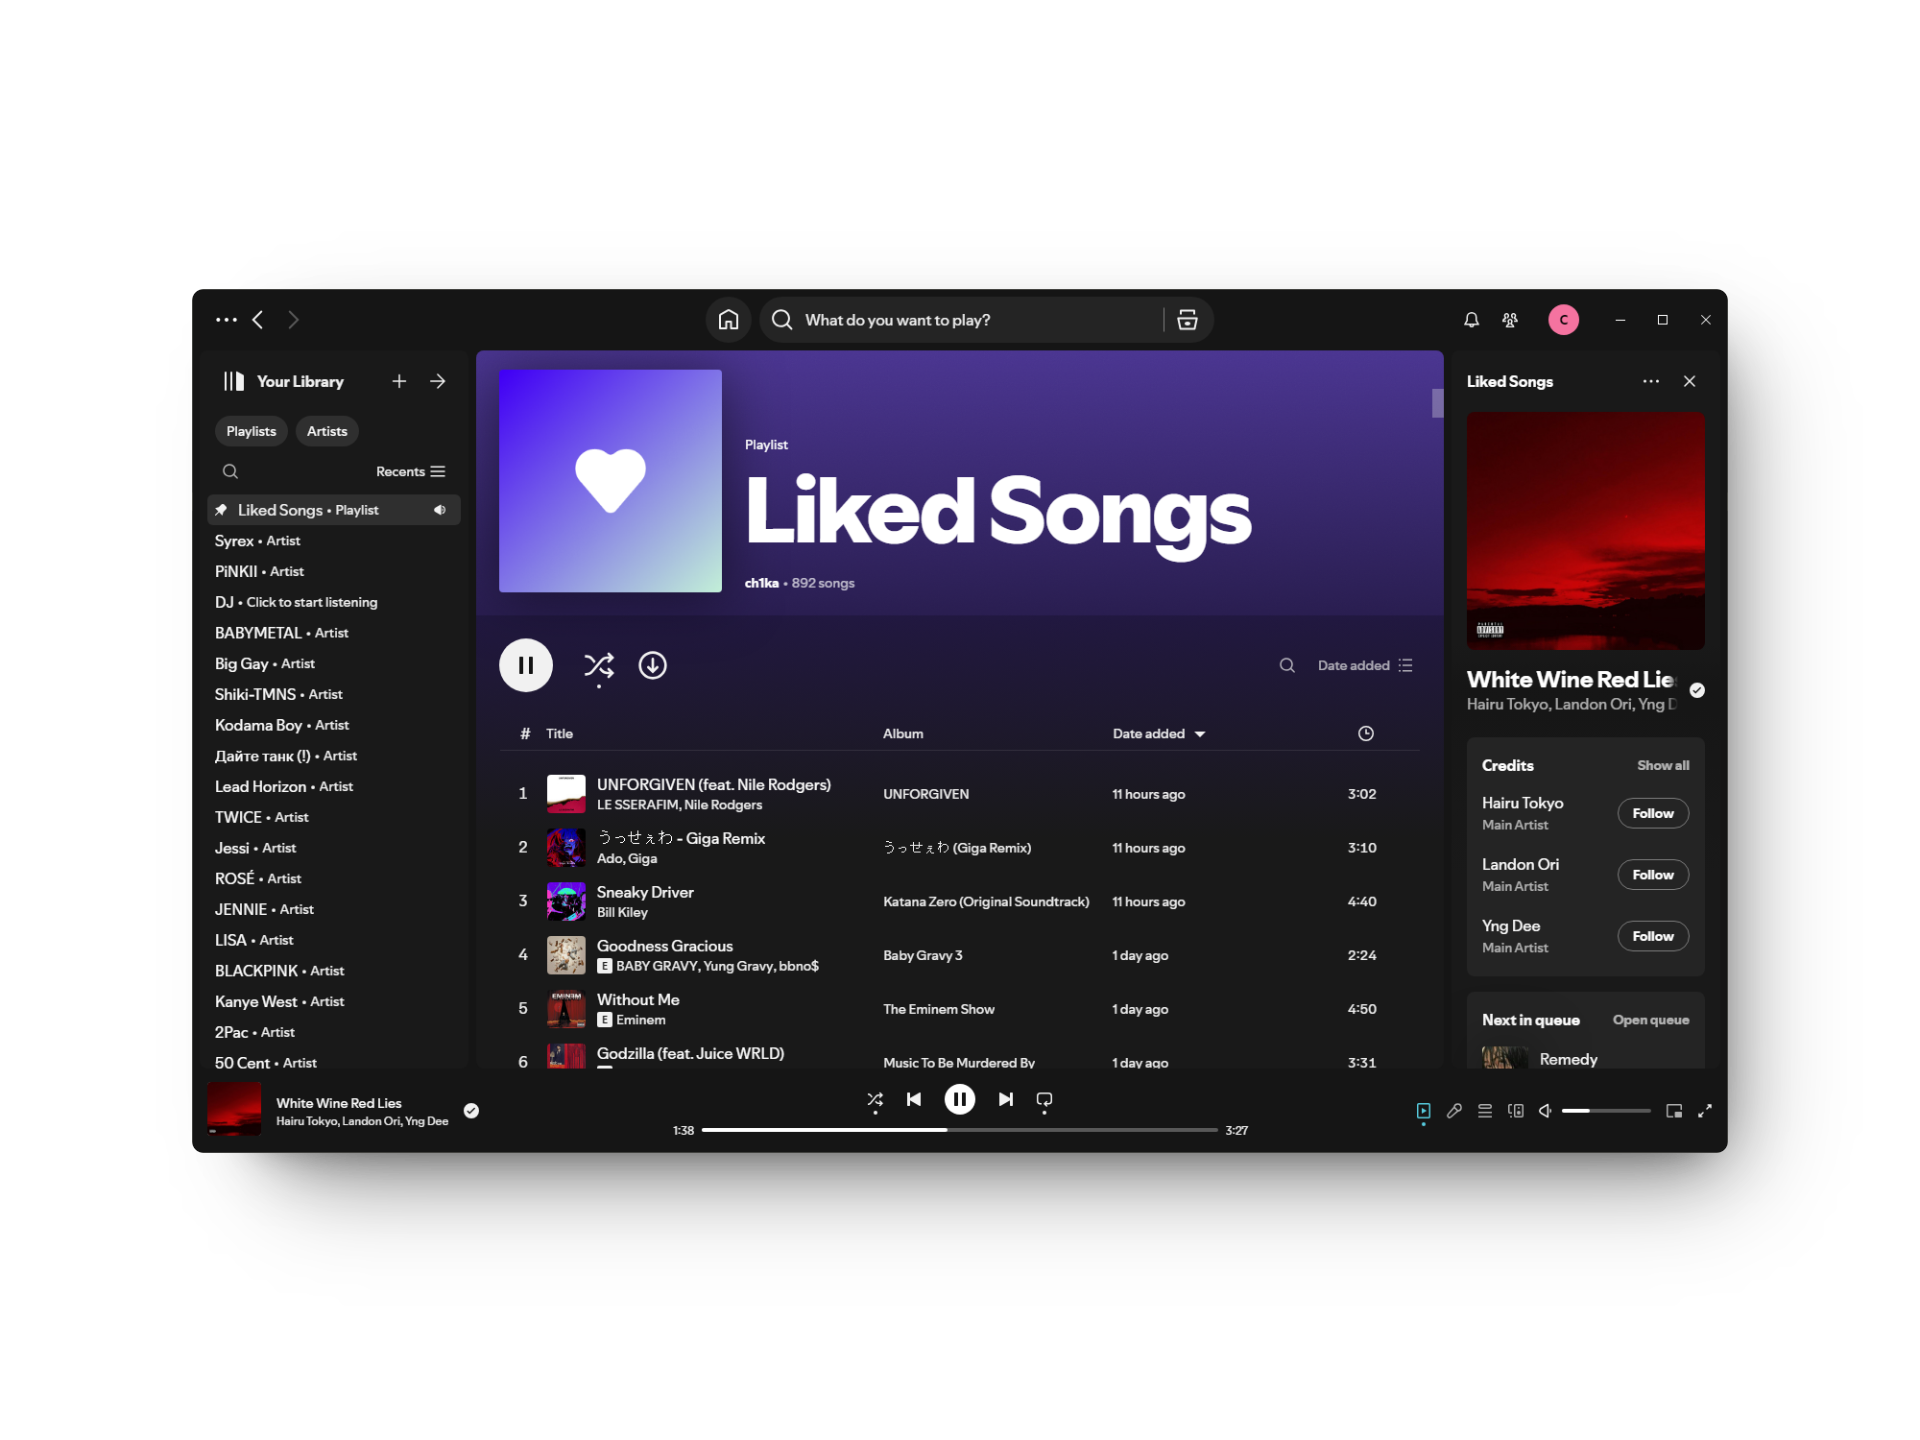 What do you want to play?
C
Your Library
Playlists
Artists
Recents
Liked Songs • Playlist
Syrex • Artist
PiNKII • Artist
DJ • Click to start listening
BABYMETAL • Artist
Big Gay • Artist
Shiki-TMNS • Artist
Kodama Boy • Artist
Дайте танк (!) • Artist
Lead Horizon • Artist
TWICE • Artist
Jessi • Artist
ROSÉ • Artist
JENNIE • Artist
LISA • Artist
BLACKPINK • Artist
Kanye West • Artist
2Pac • Artist
50 Cent • Artist
Playlist
Liked Songs
ch1ka • 892 songs
Date added
# Title Album Date added
1 UNFORGIVEN (feat. Nile Rodgers) UNFORGIVEN 11 hours ago 3:02
LE SSERAFIM, Nile Rodgers
2 うっせぇわ - Giga Remix うっせぇわ (Giga Remix) 11 hours ago 3:10
Ado, Giga
3 Sneaky Driver Katana Zero (Original Soundtrack) 11 hours ago 4:40
Bill Kiley
4 Goodness Gracious Baby Gravy 3 1 day ago 2:24
E BABY GRAVY, Yung Gravy, bbno$
5 Without Me The Eminem Show 1 day ago 4:50
E Eminem
6 Godzilla (feat. Juice WRLD) Music To Be Murdered By 1 day ago 3:31
Liked Songs
White Wine Red Lie
Hairu Tokyo, Landon Ori, Yng D
Credits Show all
Hairu Tokyo
Main Artist
Follow
Landon Ori
Main Artist
Follow
Yng Dee
Main Artist
Follow
Next in queue Open queue
Remedy
White Wine Red Lies
Hairu Tokyo, Landon Ori, Yng Dee
1:38
3:27